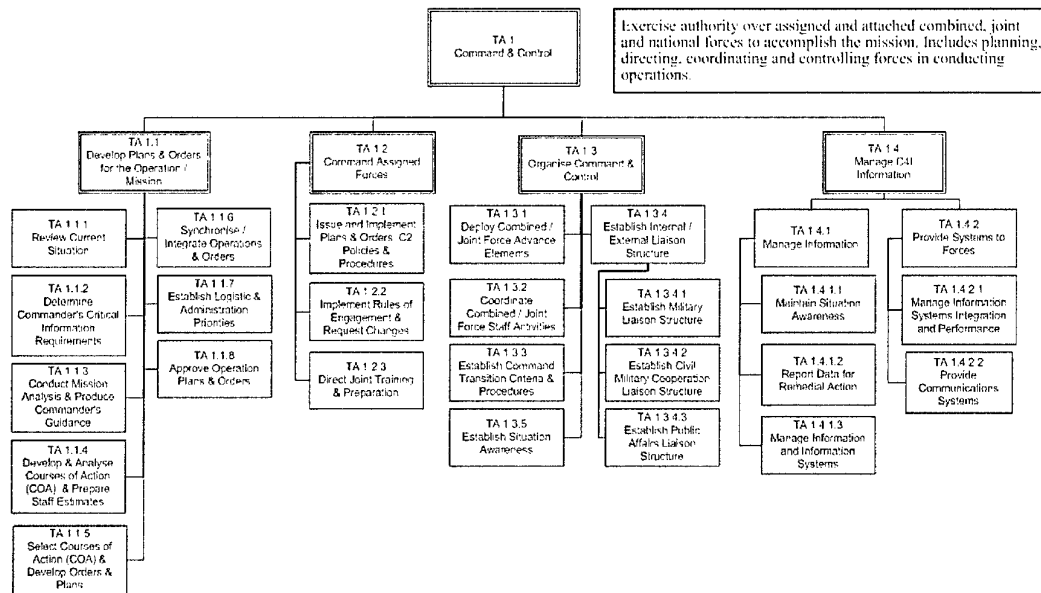 TA 1
Command & Control
Exercise authority over assigned and attached combined, joint
and national forces to accomplish the mission. Includes planning,
directing, coordinating and controlling forces in conducting
operations.
TA 1.1
Develop Plans & Orders
for the Operation /
Mission
TA 1.2
Command Assigned
Forces
TA 1.3
Organise Command &
Control
TA 1.4
Manage C4I
Information
TA 1.1.1
Review Current
Situation
TA 1.1.2
Determine
Commander's Critical
Information
Requirements
TA 1.1.3
Conduct Mission
Analysis & Produce
Commander's
Guidance
TA 1.1.4
Develop & Analyse
Courses of Action
(COA) & Prepare
Staff Estimates
TA 1.1.5
Select Courses of
Action (COA) &
Develop Orders &
Plans
TA 1.1.6
Synchronise /
Integrate Operations
& Orders
TA 1.1.7
Establish Logistic &
Administration
Priorities
TA 1.1.8
Approve Operation
Plans & Orders
TA 1.2.1
Issue and Implement
Plans & Orders, C2
Policies &
Procedures
TA 1.2.2
Implement Rules of
Engagement &
Request Changes
TA 1.2.3
Direct Joint Training
& Preparation
TA 1.3.1
Deploy Combined /
Joint Force Advance
Elements
TA 1.3.2
Coordinate
Combined / Joint
Force Staff Activities
TA 1.3.3
Establish Command
Transition Criteria &
Procedures
TA 1.3.5
Establish Situation
Awareness
TA 1.3.4
Establish Internal /
External Liaison
Structure
TA 1.3.4.1
Establish Military
Liaison Structure
TA 1.3.4.2
Establish Civil
Military Cooperation
Liaison Structure
TA 1.3.4.3
Establish Public
Affairs Liaison
Structure
TA 1.4.1
Manage Information
TA 1.4.1.1
Maintain Situation
Awareness
TA 1.4.1.2
Report Data for
Remedial Action
TA 1.4.1.3
Manage Information
and Information
Systems
TA 1.4.2
Provide Systems to
Forces
TA 1.4.2.1
Manage Information
Systems Integration
and Performance
TA 1.4.2.2
Provide
Communications
Systems